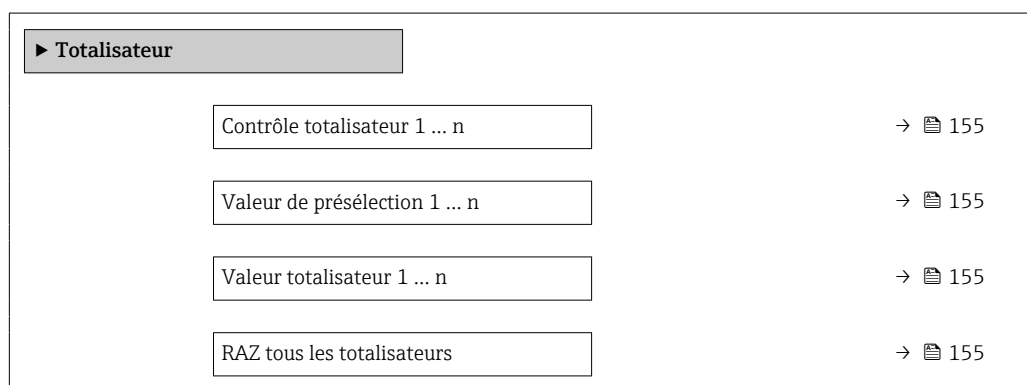 ▶ Totalisateur
Contrôle totalisateur 1 … n → 155
Valeur de présélection 1 … n → 155
Valeur totalisateur 1 … n → 155
RAZ tous les totalisateurs → 155